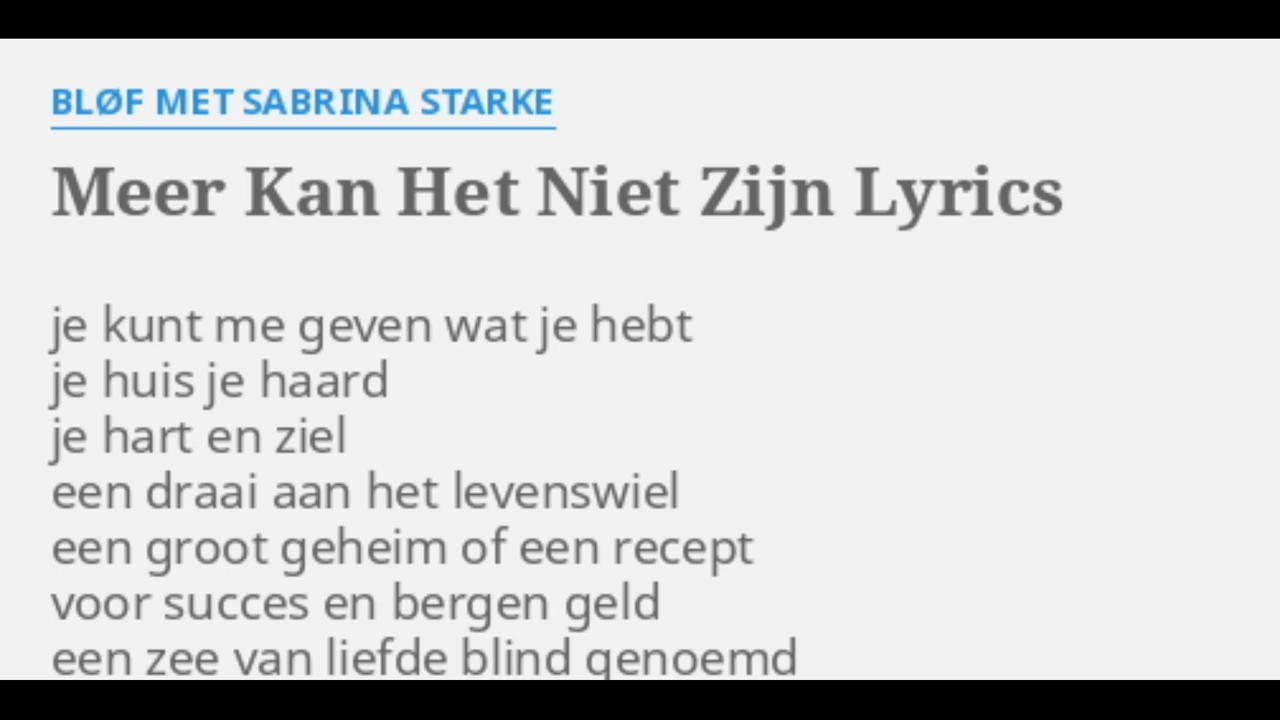 BLØF MET SABRINA STARKE
Meer Kan Het Niet Zijn Lyrics
je kunt me geven wat je hebt
je huis je haard
je hart en ziel
een draai aan het levenswiel
een groot geheim of een recept
voor succes en bergen geld
een zee van liefde blind genoemd